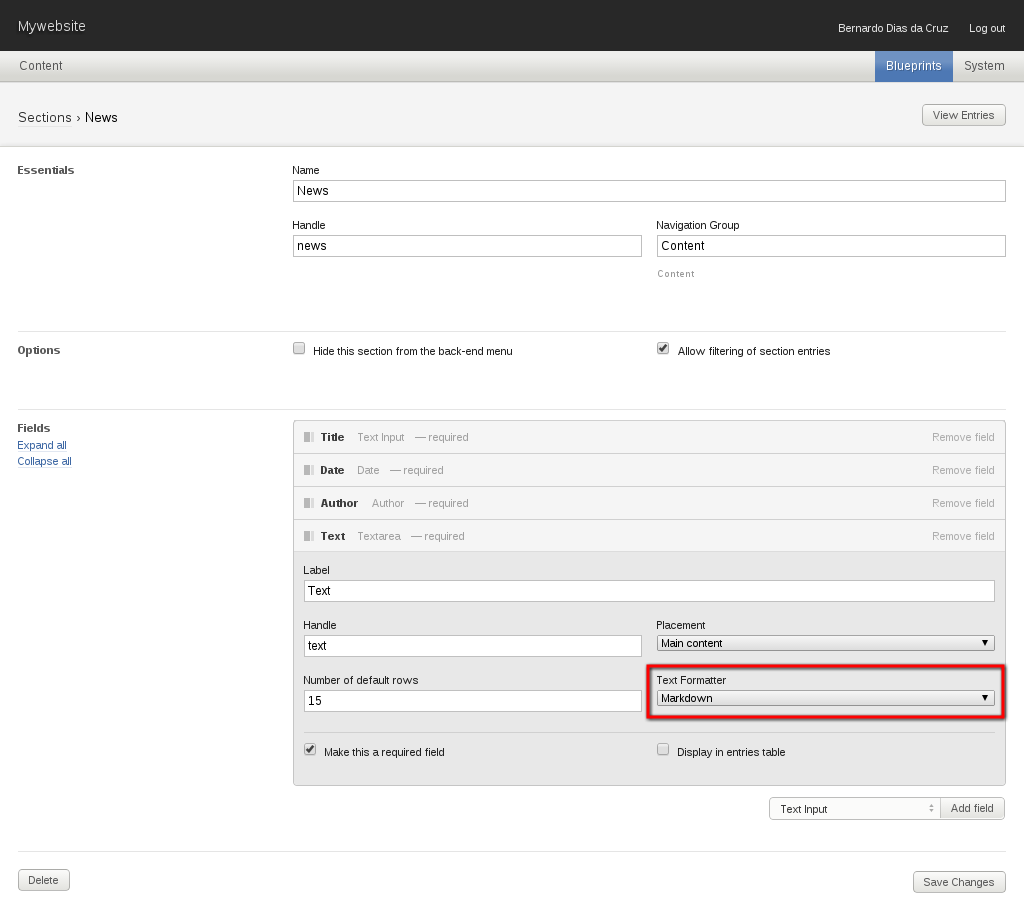 Mywebsite
Bernardo Dias da Cruz Log out
Content Blueprints System
Sections › News View Entries
Essentials
Name
News
Handle Navigation Group
news Content
Content
Options
Hide this section from the back-end menu Allow filtering of section entries
Fields
Expand all
Collapse all
Title Text Input — required Remove field
Date Date — required Remove field
Author Author — required Remove field
Text Textarea — required Remove field
Label
Text
Handle Placement
text Main content
Number of default rows Text Formatter
15 Markdown
Make this a required field Display in entries table
Text Input Add field
Delete Save Changes